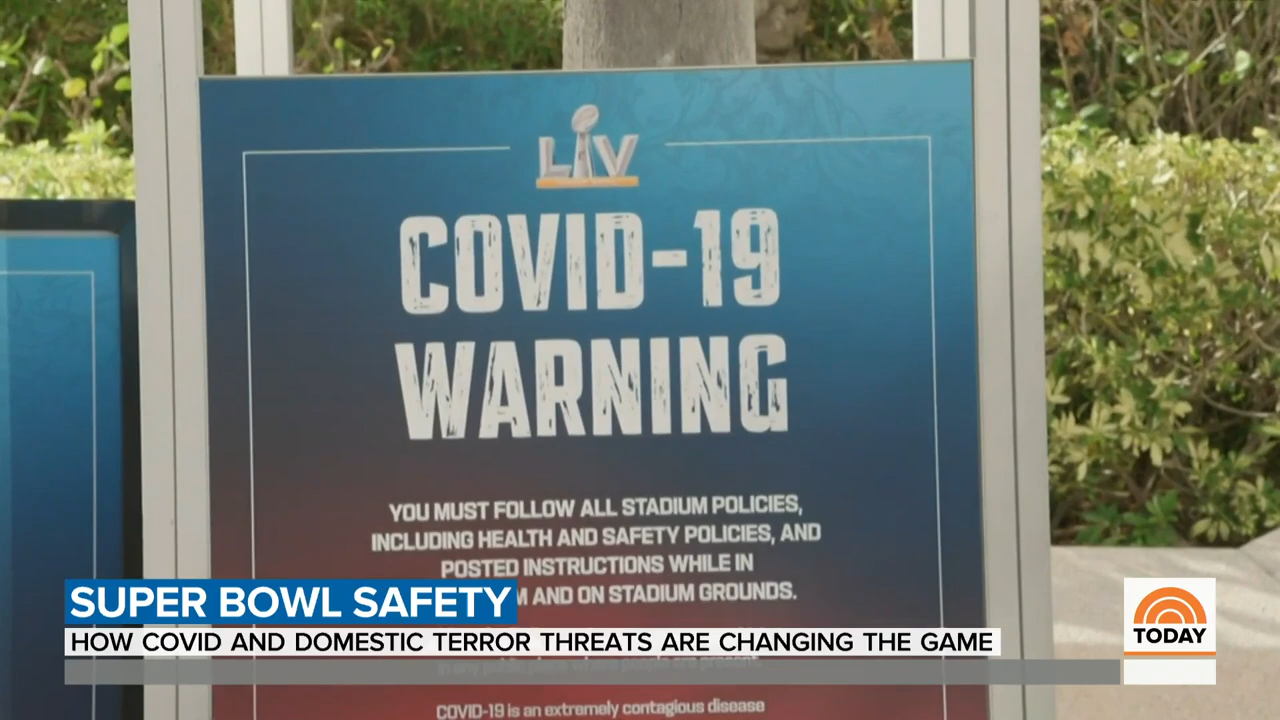 LIV
COVID-19
WARNING
YOU MUST FOLLOW ALL STADIUM POLICIES,
INCLUDING HEALTH AND SAFETY POLICIES, AND
POSTED INSTRUCTIONS WHILE IN
M AND ON STADIUM GROUNDS.
SUPER BOWL SAFETY
HOW COVID AND DOMESTIC TERROR THREATS ARE CHANGING THE GAME
TODAY
COVID-19 is an extremely contagious disease